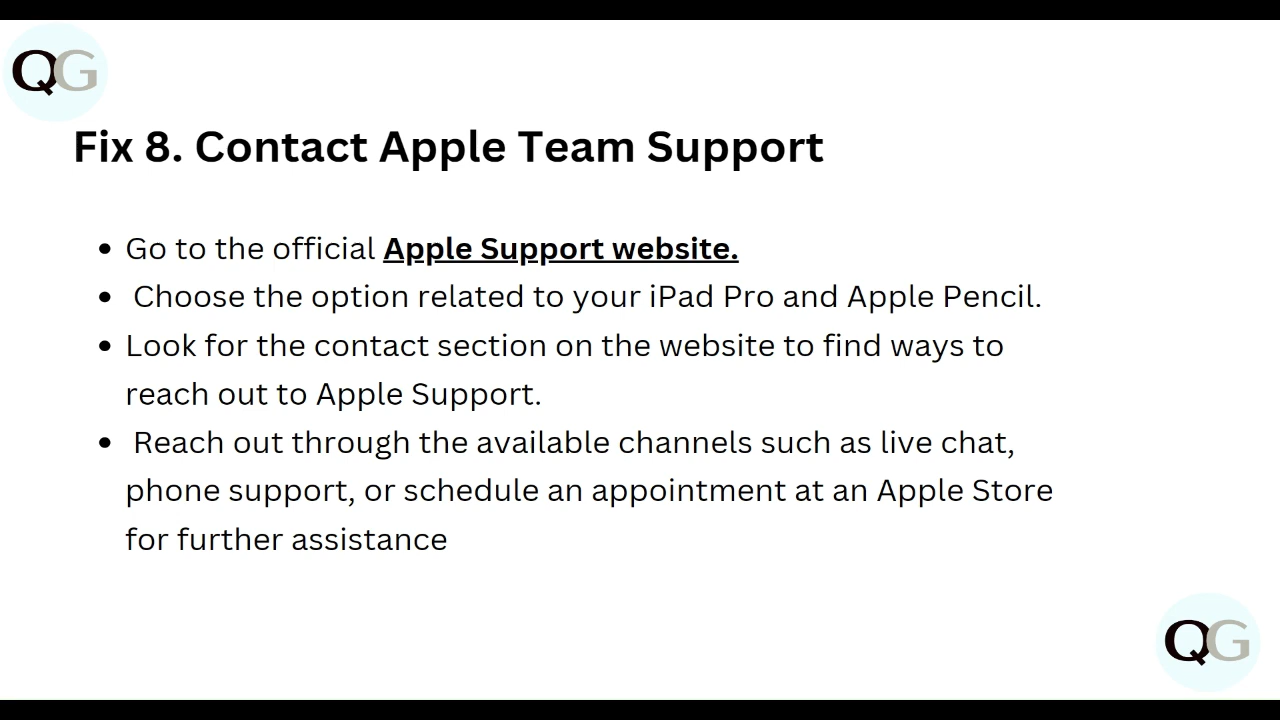 QG
Fix 8. Contact Apple Team Support
• Go to the official Apple Support website.
• Choose the option related to your iPad Pro and Apple Pencil.
• Look for the contact section on the website to find ways to
reach out to Apple Support.
• Reach out through the available channels such as live chat,
phone support, or schedule an appointment at an Apple Store
for further assistance
QG